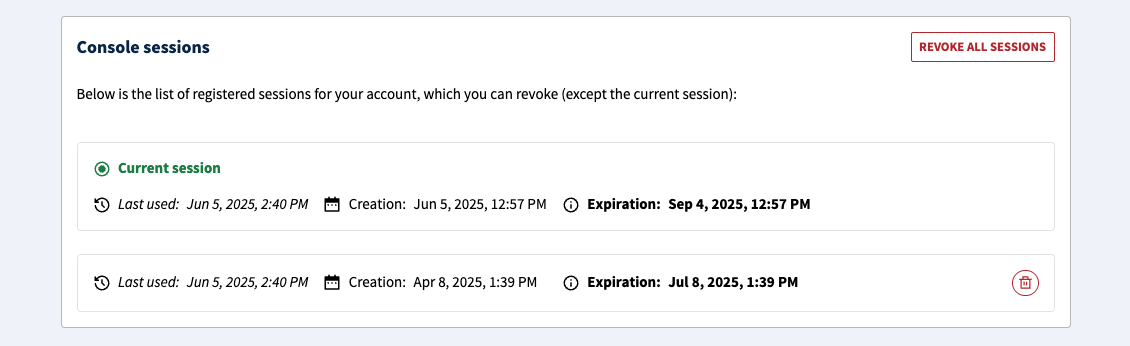 Console sessions
REVOKE ALL SESSIONS
Below is the list of registered sessions for your account, which you can revoke (except the current session):
Current session
Last used: Jun 5, 2025, 2:40 PM Creation: Jun 5, 2025, 12:57 PM Expiration: Sep 4, 2025, 12:57 PM
Last used: Jun 5, 2025, 2:40 PM Creation: Apr 8, 2025, 1:39 PM Expiration: Jul 8, 2025, 1:39 PM